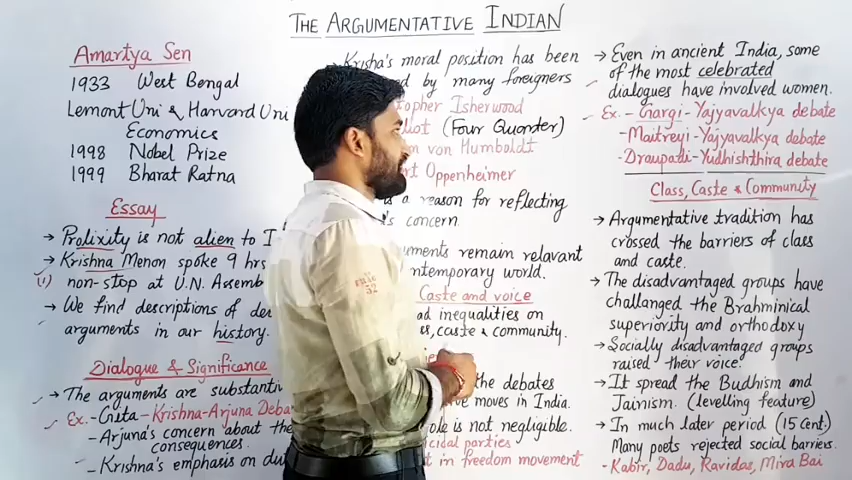 THE ARGUMENTATIVE INDIAN
Amartya Sen
1933 West Bengal
Lemont Uni & Harvard Uni
Economics
1998 Nobel Prize
1999 Bharat Ratna
Essay
→ Prolixity is not alien to I
→ Krishna Menon spoke 9 hrs
(1) non-stop at U.N. Assemb
→ We find descriptions of de
arguments in our history.
Dialogue & Significance
→ The arguments are substantiv
Ex. - Gita - Krishna-Arjuna Deba
- Arjuna's concern about the
consequences.
- Krishna's emphasis on du
Krisha's moral position has been
ed by many foreigners
topher Isherwood
liot (Four Quorder)
m von Humboldt
rt Oppenheimer
is a reason for reflecting
's concern.
uments remain relavant
ntemporary world.
Caste and voice
ad inequalities on
s, caste & community.
the debates
ve moves in India.
ole is not negligible.
icial parties
t in freedom movement
→ Even in ancient India, some
of the most celebrated
dialogues have involved women.
Ex. - Gargi - Yajyavalkya debate
- Maitreyi - Yajyavalkya debate
- Draupadi - Yudhishthira debate
Class, Caste & Community
→ Argumentative tradition has
crossed the barriers of class
and caste.
→ The disadvantaged groups have
challanged the Brahminical
superiority and orthodoxy
→ Socially disadvantaged groups
raised their voice.
→ It spread the Budhism and
Jainism. (levelling feature)
→ In much later period (15 Cent.)
Many poets rejected social barriers.
- Kabir, Dadu, Ravidas, Mira Bai